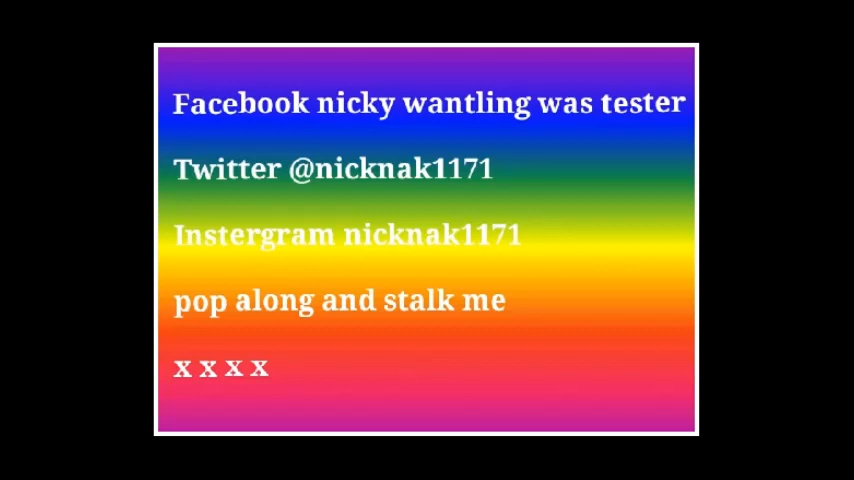 Facebook nicky wantling was tester
Twitter @nicknak1171
Instergram nicknak1171
pop along and stalk me
x x x x